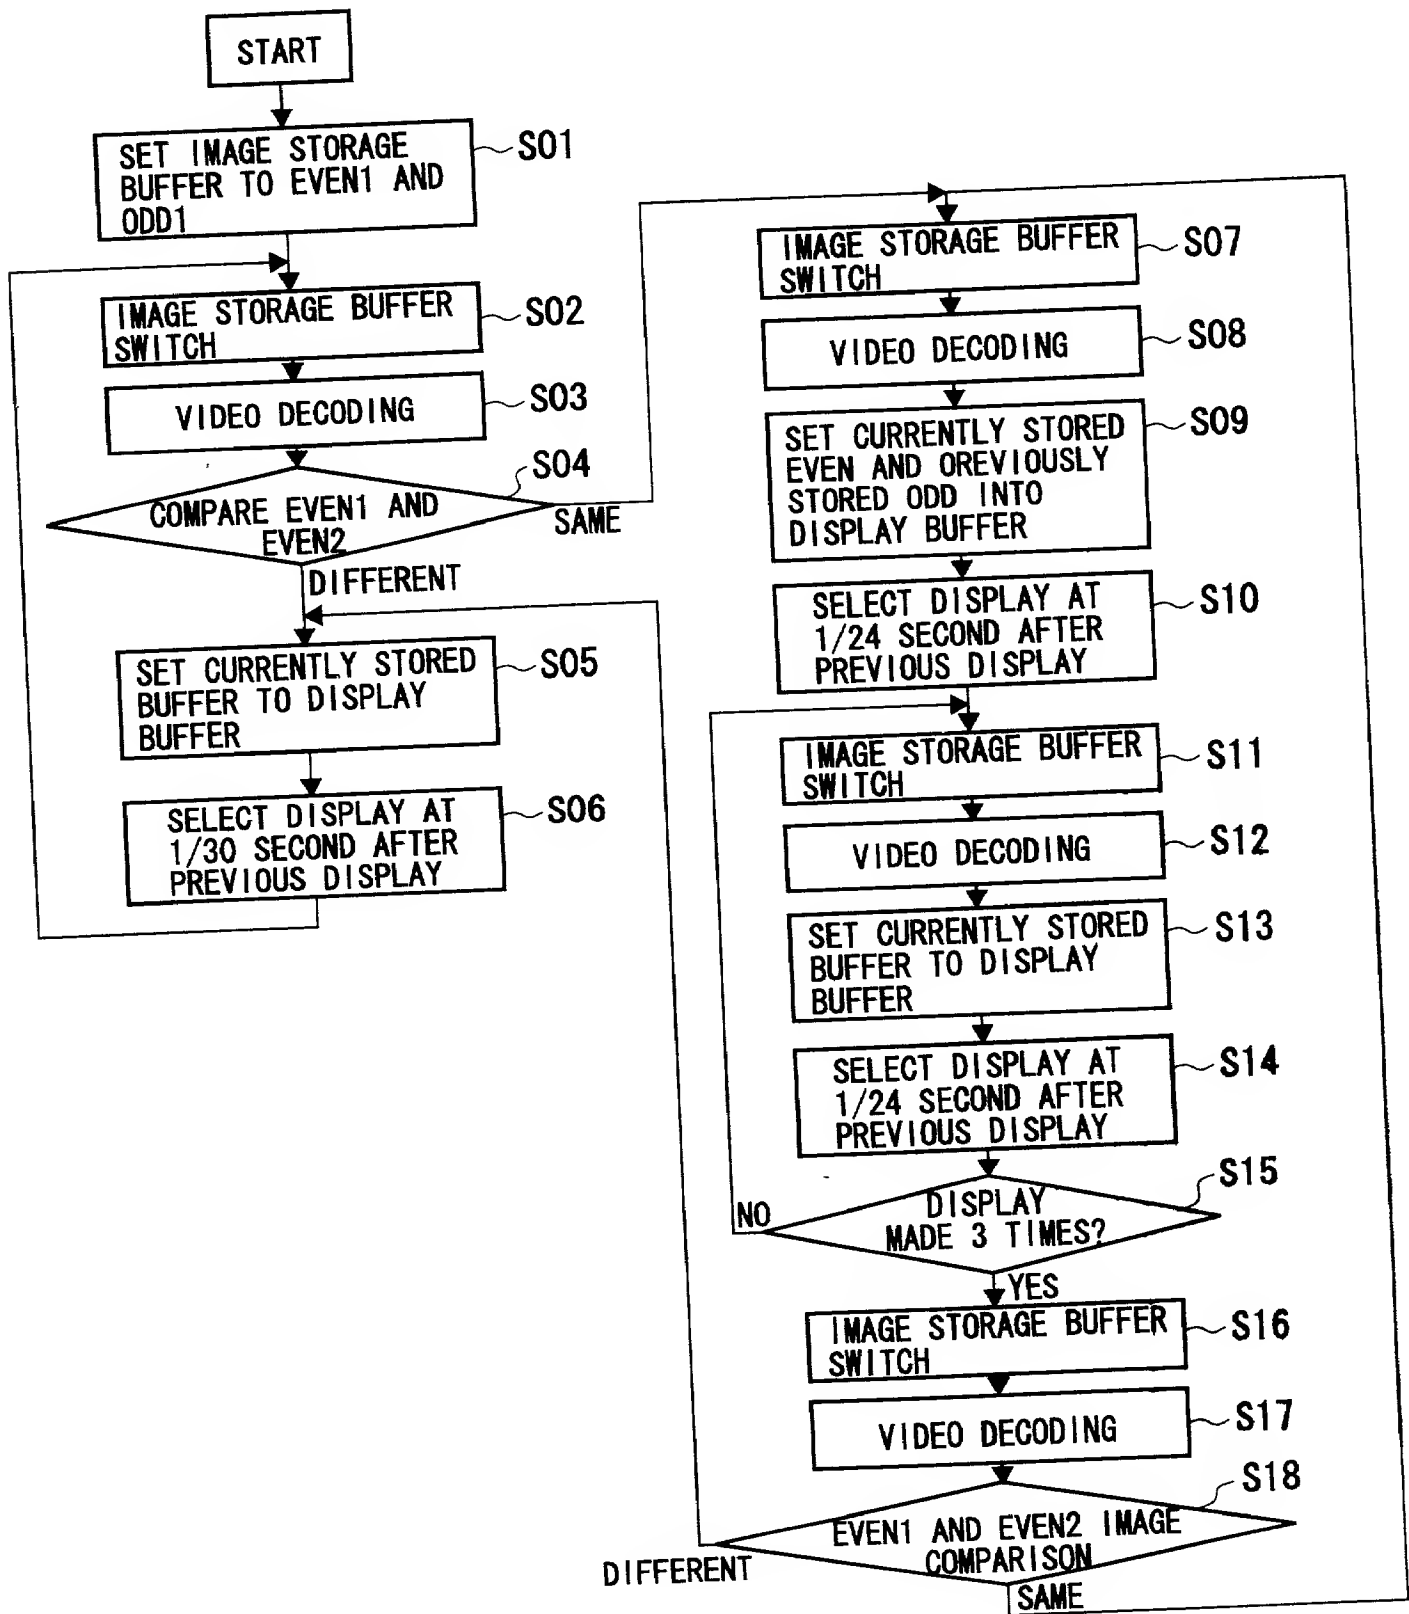 START
SET IMAGE STORAGE
BUFFER TO EVEN1 AND
ODD1
S01
IMAGE STORAGE BUFFER
SWITCH
S02
VIDEO DECODING
S03
COMPARE EVEN1 AND
EVEN2
S04
SAME
DIFFERENT
SET CURRENTLY STORED
BUFFER TO DISPLAY
BUFFER
S05
SELECT DISPLAY AT
1/30 SECOND AFTER
PREVIOUS DISPLAY
S06
IMAGE STORAGE BUFFER
SWITCH
S07
VIDEO DECODING
S08
SET CURRENTLY STORED
EVEN AND OREVIOUSLY
STORED ODD INTO
DISPLAY BUFFER
S09
SELECT DISPLAY AT
1/24 SECOND AFTER
PREVIOUS DISPLAY
S10
IMAGE STORAGE BUFFER
SWITCH
S11
VIDEO DECODING
S12
SET CURRENTLY STORED
BUFFER TO DISPLAY
BUFFER
S13
SELECT DISPLAY AT
1/24 SECOND AFTER
PREVIOUS DISPLAY
S14
DISPLAY
MADE 3 TIMES?
S15
NO
YES
IMAGE STORAGE BUFFER
SWITCH
S16
VIDEO DECODING
S17
EVEN1 AND EVEN2 IMAGE
COMPARISON
S18
DIFFERENT
SAME